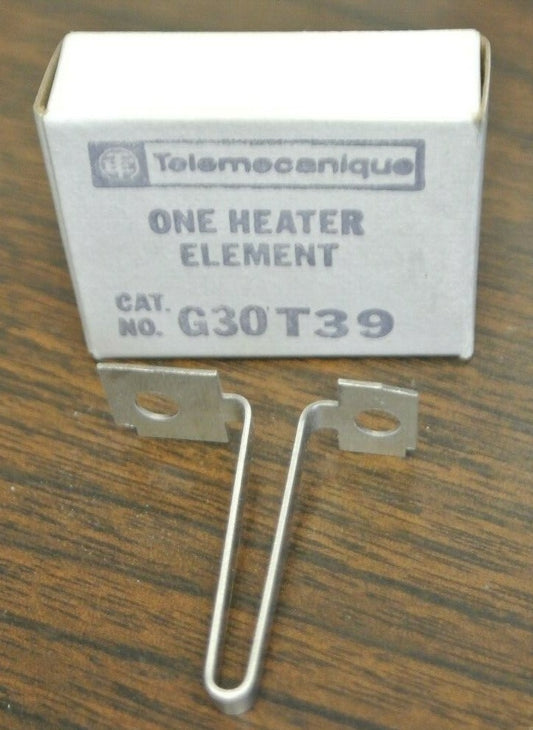 Telemecanique
ONE HEATER
ELEMENT
CAT.
NO. G30T39